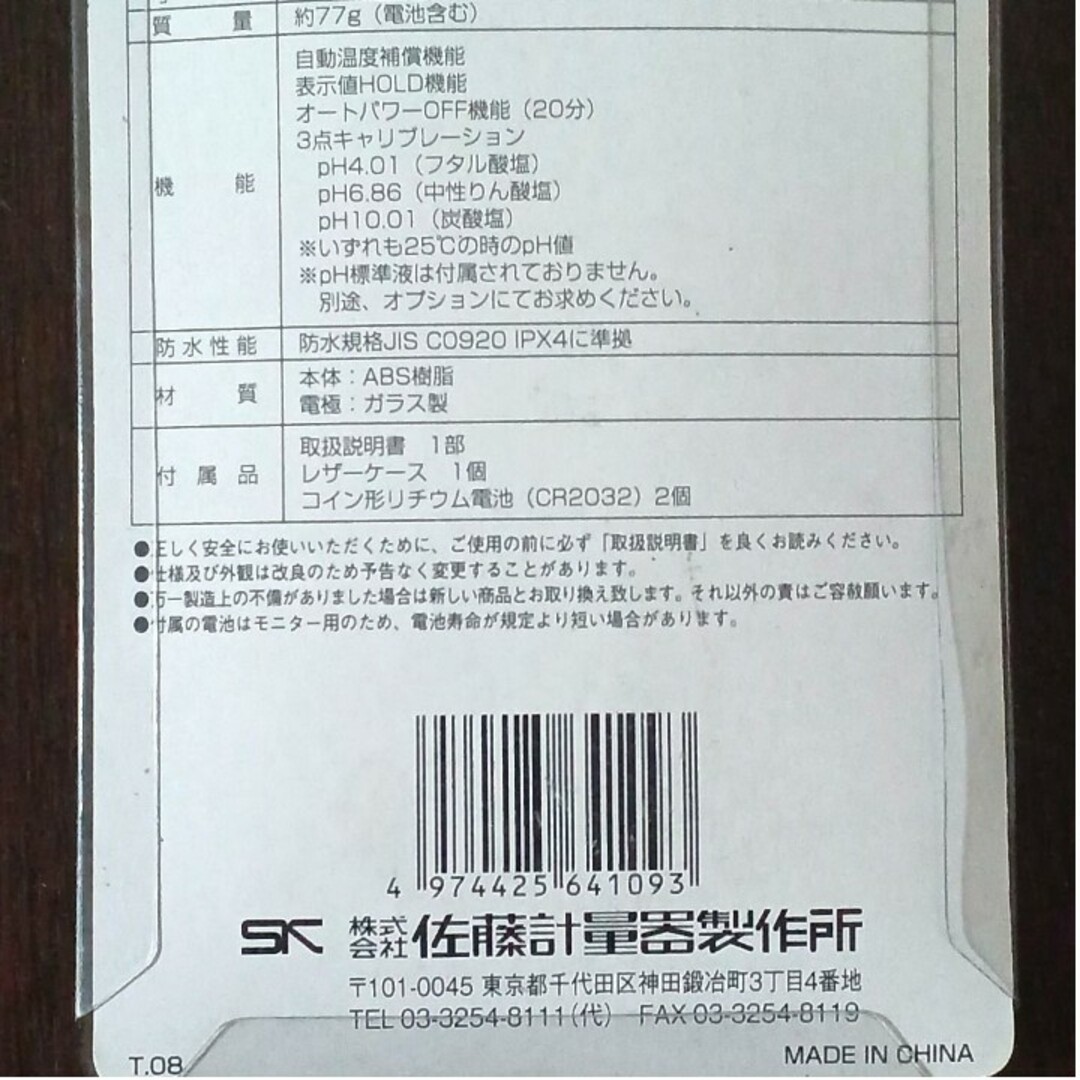 質 量 約77g（電池含む）
機 能 自動温度補償機能
表示値HOLD機能
オートパワーOFF機能（20分）
3点キャリブレーション
pH4.01（フタル酸塩）
pH6.86（中性りん酸塩）
pH10.01（炭酸塩）
※いずれも25℃の時のpH値
※pH標準液は付属されておりません。
別途、オプションにてお求めください。
防水性能 防水規格JIS C0920 IPX4に準拠
材 質 本体：ABS樹脂
電極：ガラス製
付 属 品 取扱説明書 1部
レザーケース 1個
コイン形リチウム電池（CR2032）2個
●正しく安全にお使いいただくために、ご使用の前に必ず「取扱説明書」を良くお読みください。
●仕様及び外観は改良のため予告なく変更することがあります。
●万一製造上の不備がありました場合は新しい商品とお取り換え致します。それ以外の責はご容赦願います。
●付属の電池はモニター用のため、電池寿命が規定より短い場合があります。
4 974425 641093
SK 株式会社 佐藤計量器製作所
〒101-0045 東京都千代田区神田鍛冶町3丁目4番地
TEL 03-3254-8111（代） FAX 03-3254-8119
T.08 MADE IN CHINA